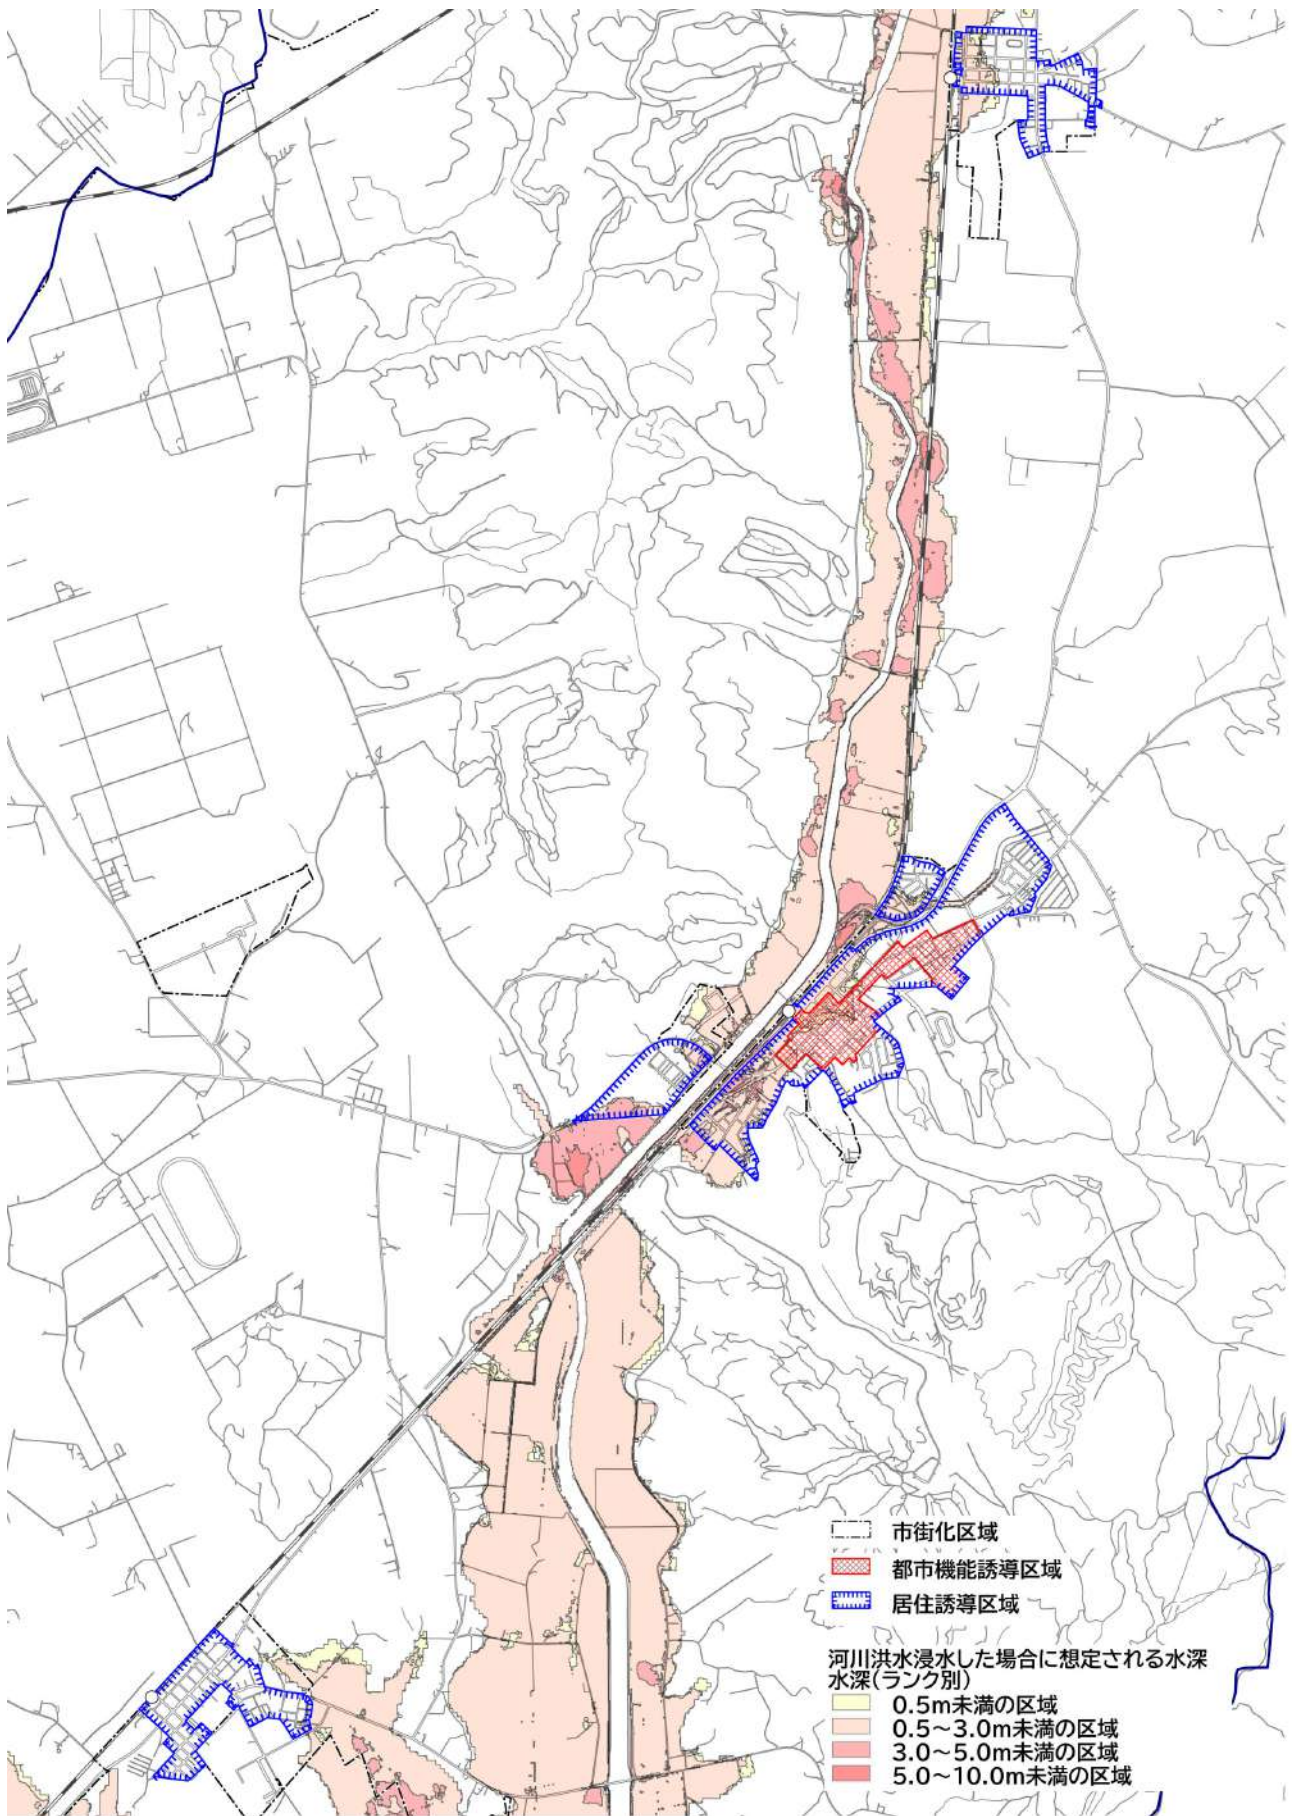 市街化区域
都市機能誘導区域
居住誘導区域
河川洪水浸水した場合に想定される水深
水深(ランク別)
0.5m未満の区域
0.5～3.0m未満の区域
3.0～5.0m未満の区域
5.0～10.0m未満の区域